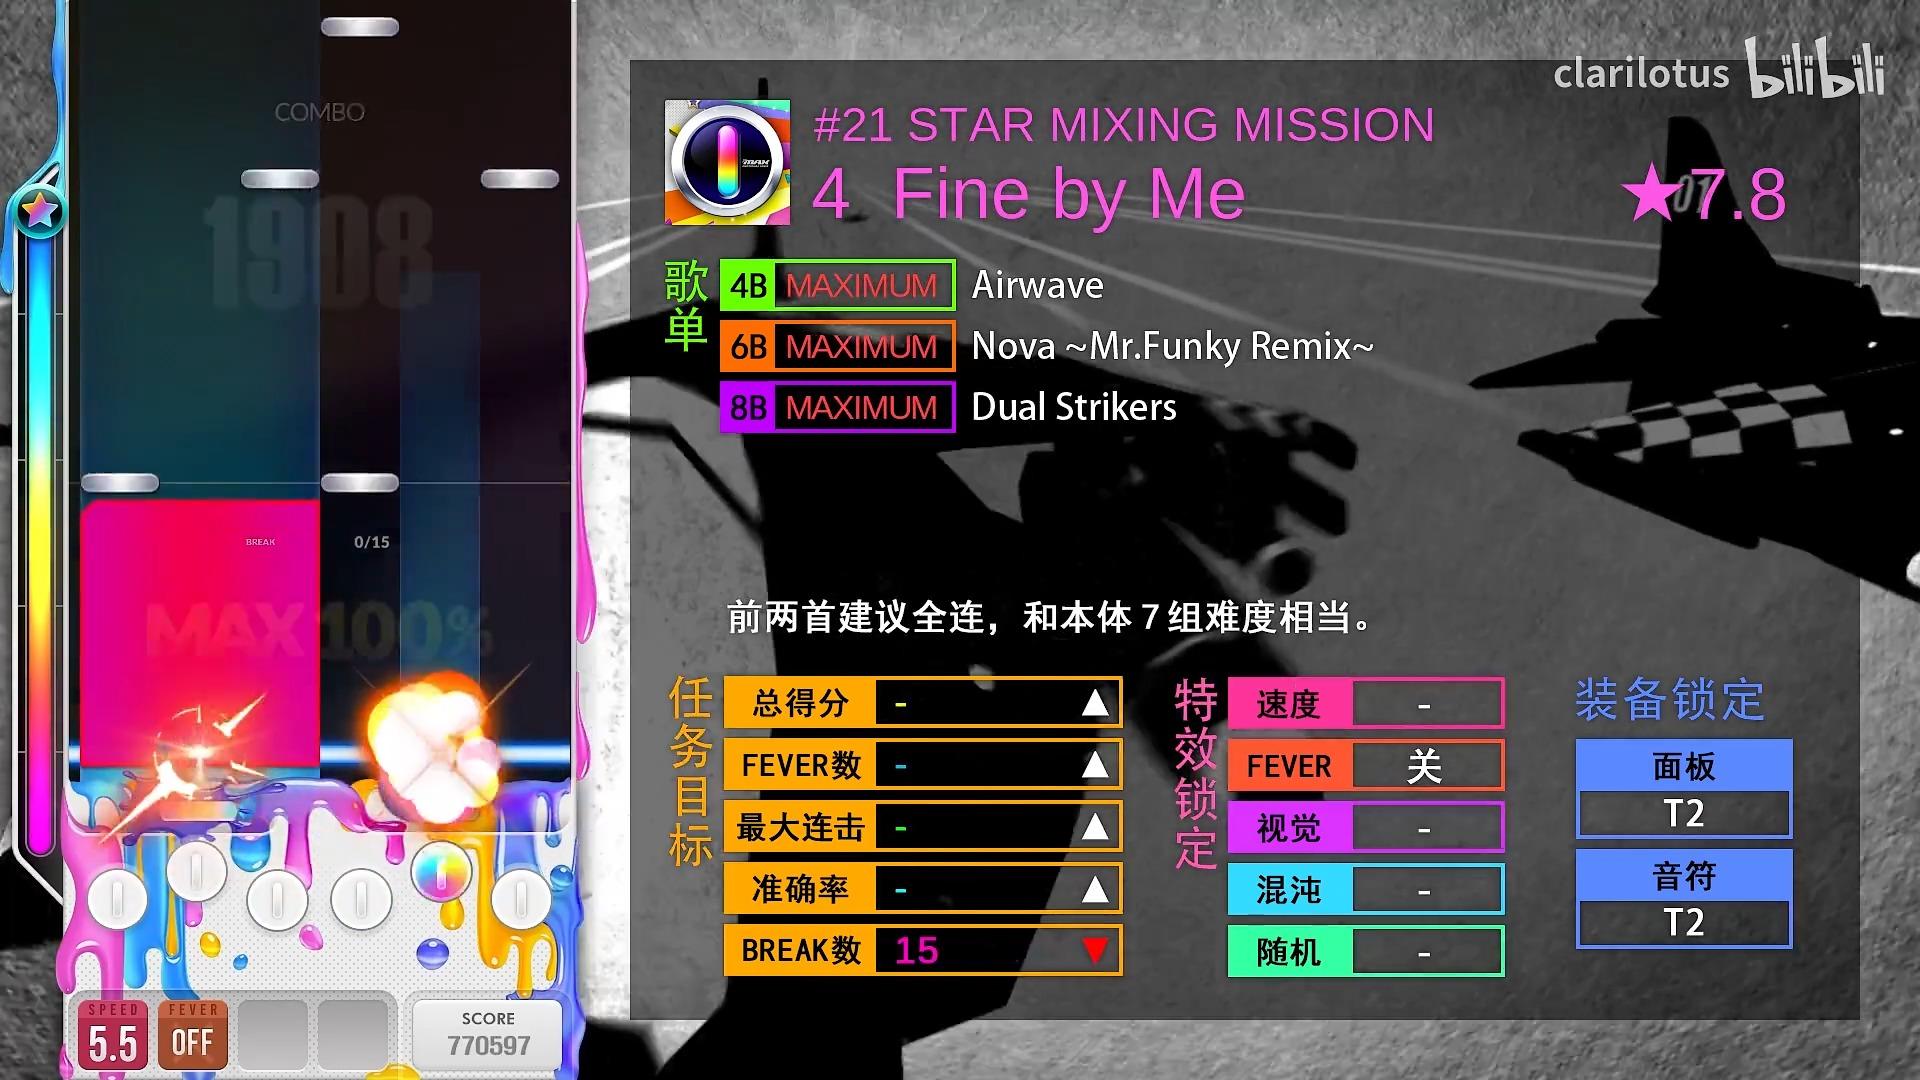 COMBO
1908
BREAK 0/15
MAX 100%
SPEED
5.5
FEVER
OFF
SCORE
770597
clarilotus bilibili
#21 STAR MIXING MISSION
4 Fine by Me
★7.8
01
歌单
4B MAXIMUM Airwave
6B MAXIMUM Nova ~Mr.Funky Remix~
8B MAXIMUM Dual Strikers
前两首建议全连，和本体7组难度相当。
任务目标
总得分 - ▲
FEVER数 - ▲
最大连击 - ▲
准确率 - ▲
BREAK数 15 ▼
特效锁定
速度 -
FEVER 关
视觉 -
混沌 -
随机 -
装备锁定
面板
T2
音符
T2